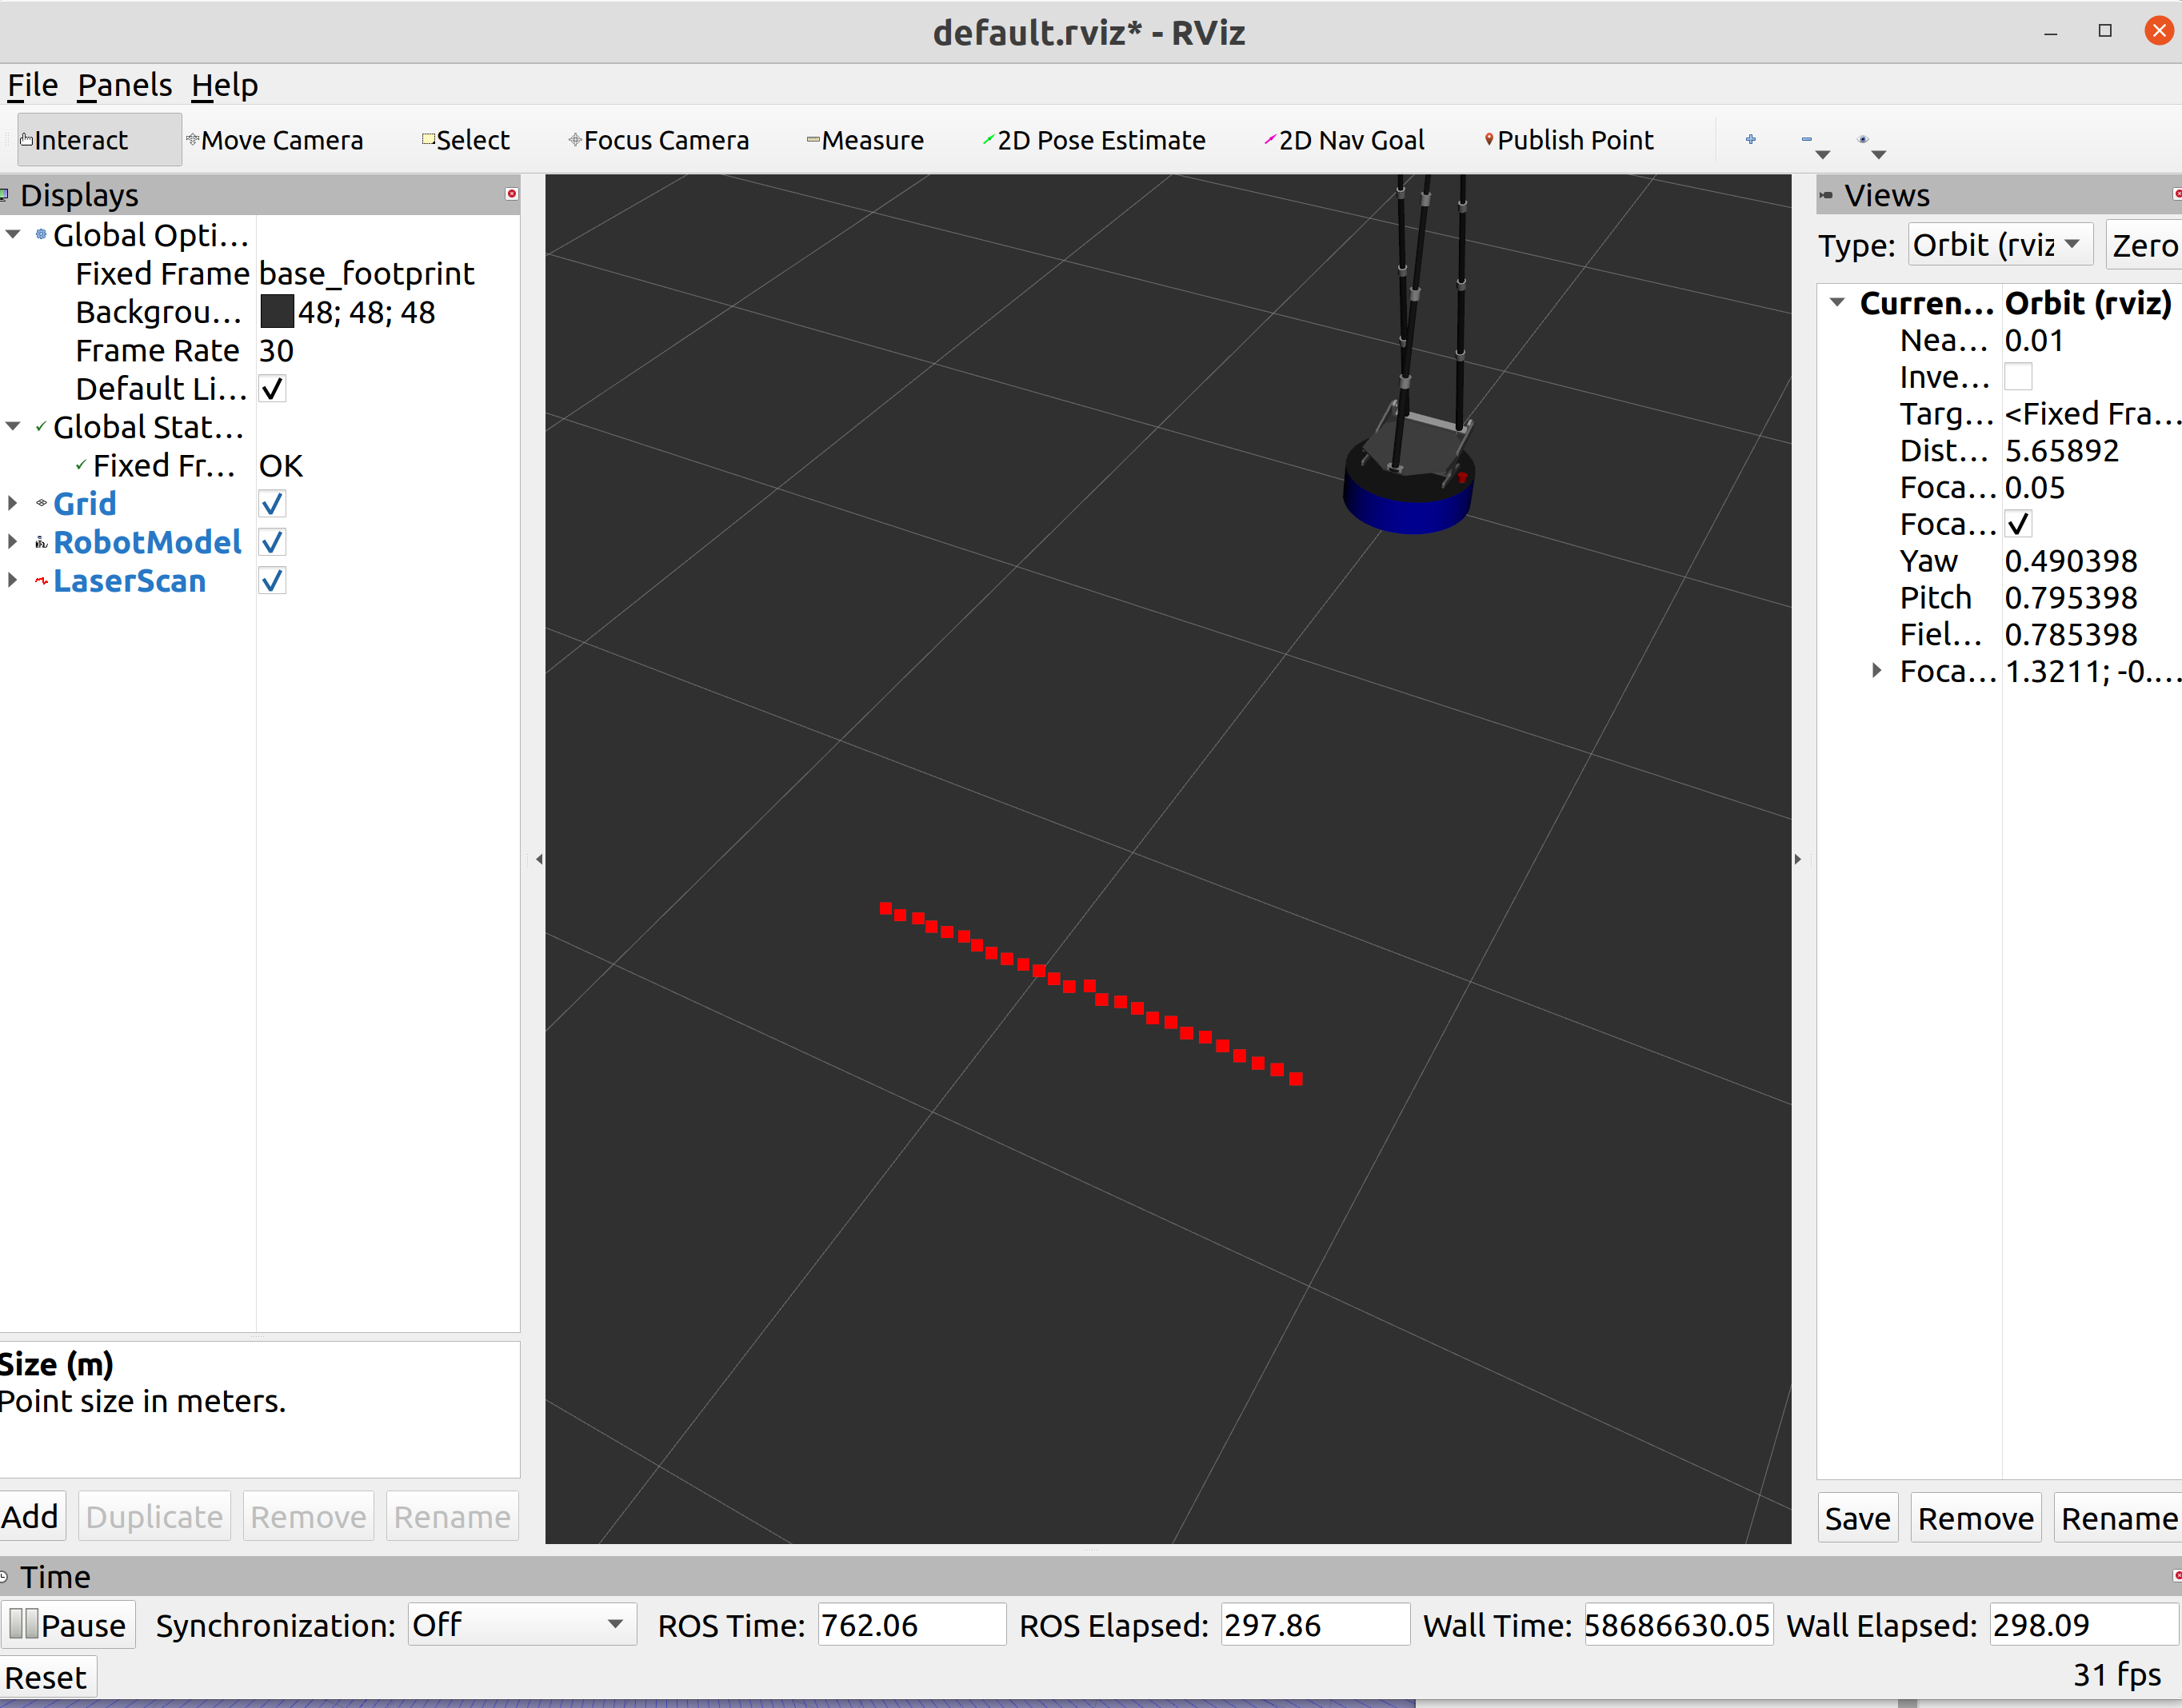 default.rviz* - RViz
File Panels Help
Interact Move Camera Select Focus Camera Measure 2D Pose Estimate 2D Nav Goal Publish Point
Displays
Global Opti...
Fixed Frame base_footprint
Backgrou... 48; 48; 48
Frame Rate 30
Default Li...
Global Stat...
Fixed Fr... OK
Grid
RobotModel
LaserScan
Size (m)
Point size in meters.
Add Duplicate Remove Rename
Views
Type: Orbit (rviz Zero
Curren... Orbit (rviz)
Nea... 0.01
Inve...
Targ... <Fixed Fra...
Dist... 5.65892
Foca... 0.05
Foca...
Yaw 0.490398
Pitch 0.795398
Fiel... 0.785398
Foca... 1.3211; -0....
Save Remove Rename
Time
Pause Synchronization: Off ROS Time: 762.06 ROS Elapsed: 297.86 Wall Time: 58686630.05 Wall Elapsed: 298.09
Reset 31 fps